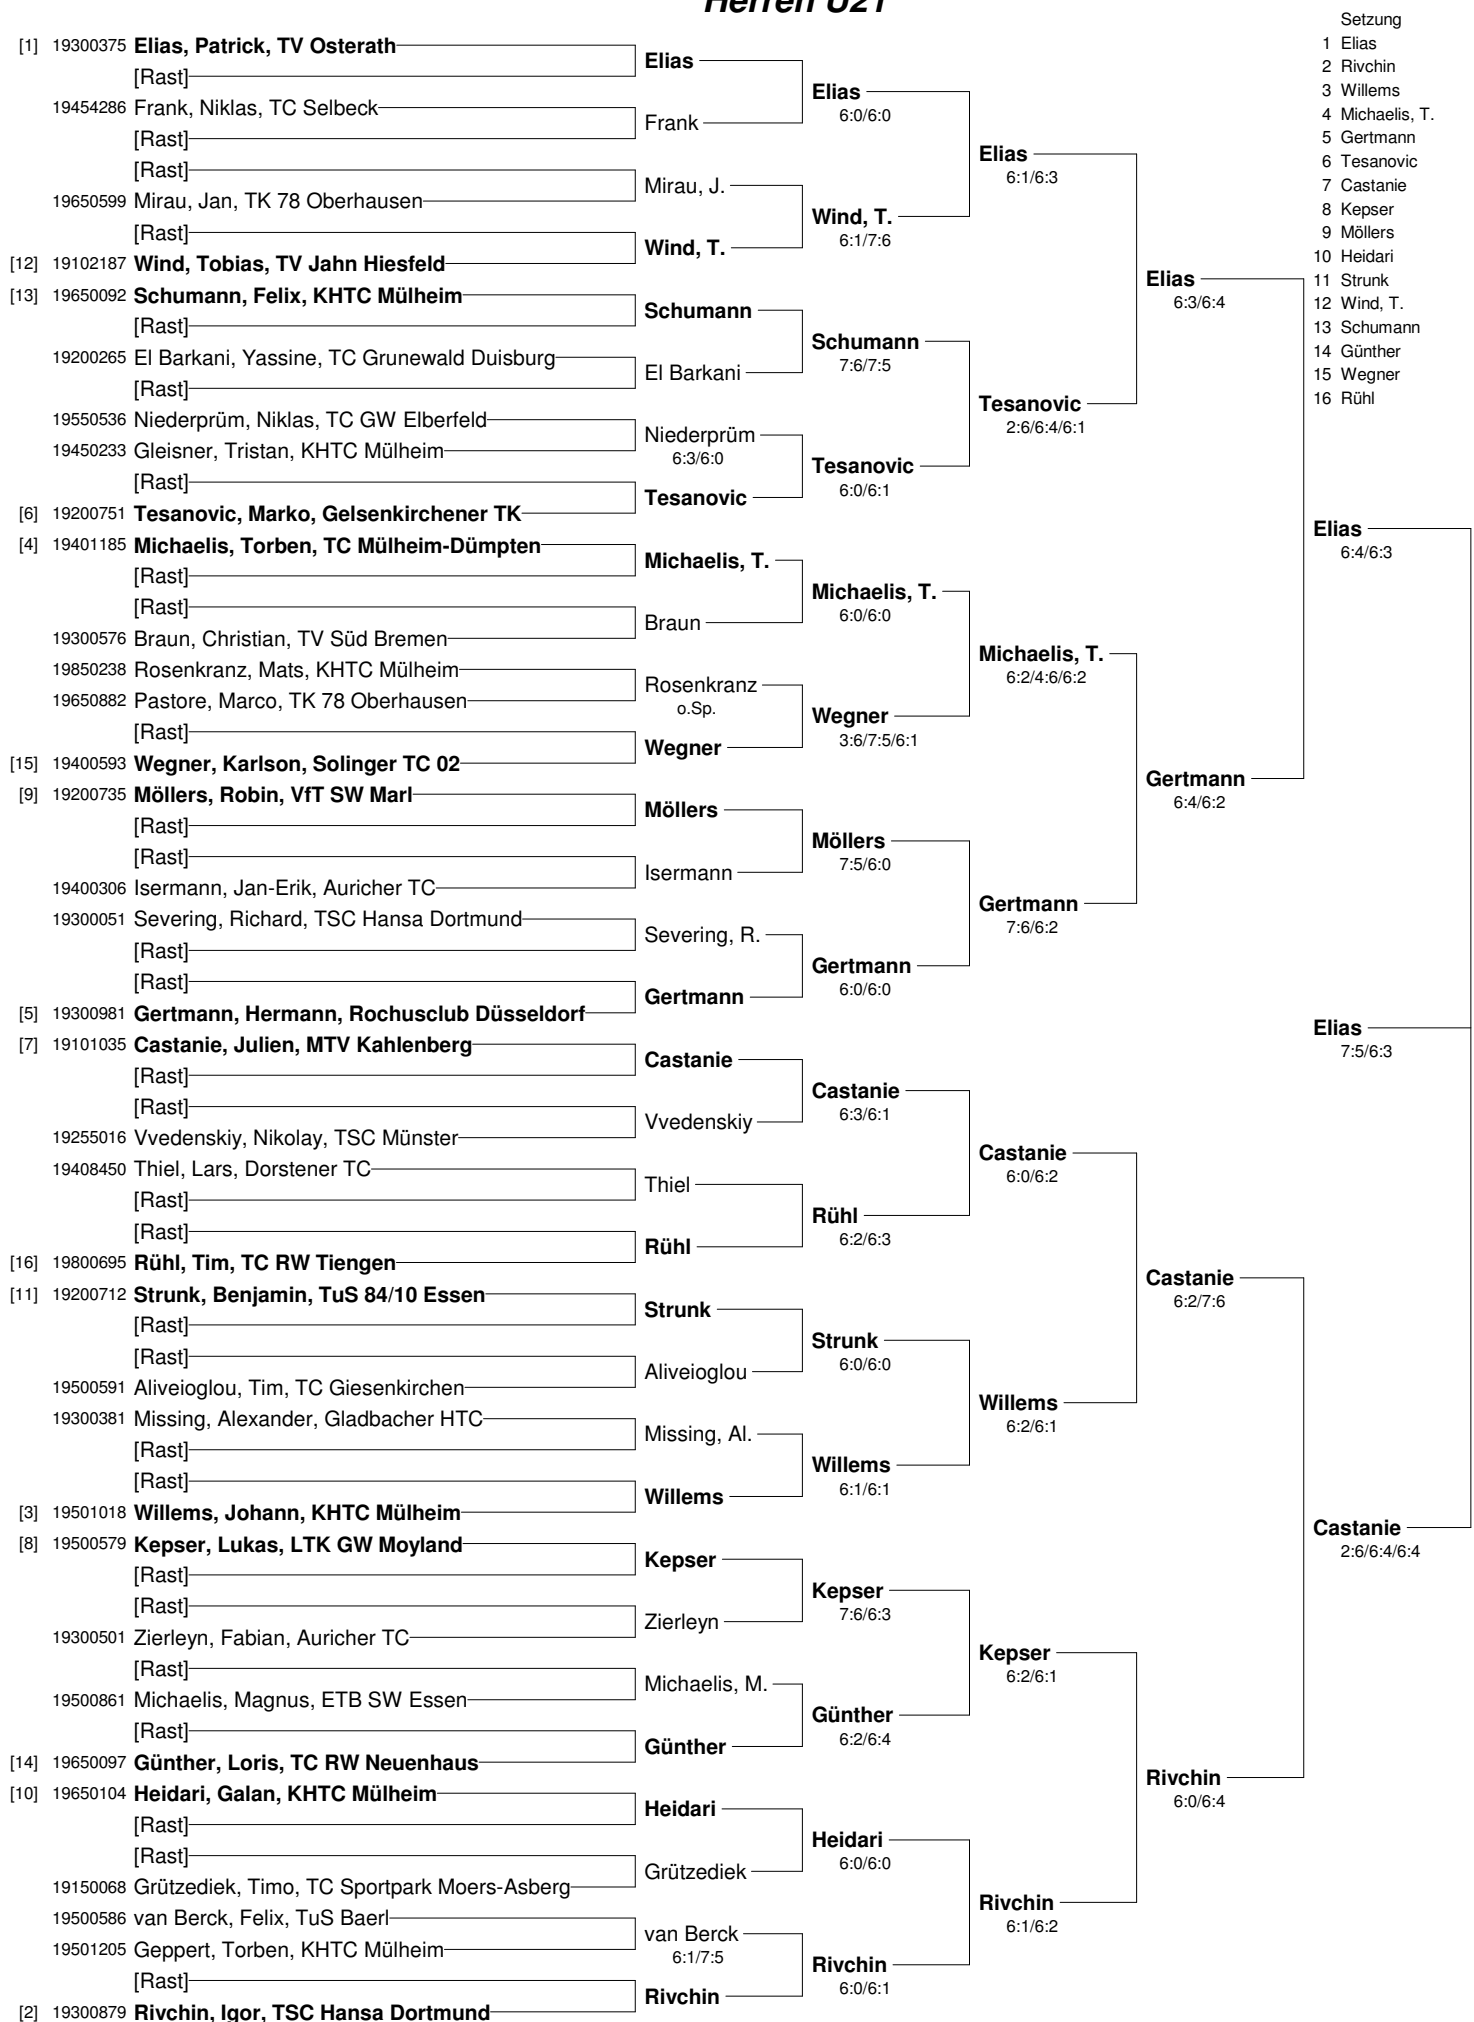 Herren U21
Setzung
1 Elias
2 Rivchin
3 Willems
4 Michaelis, T.
5 Gertmann
6 Tesanovic
7 Castanie
8 Kepser
9 Möllers
10 Heidari
11 Strunk
12 Wind, T.
13 Schumann
14 Günther
15 Wegner
16 Rühl
[1] 19300375 Elias, Patrick, TV Osterath
[Rast]
19454286 Frank, Niklas, TC Selbeck
[Rast]
[Rast]
19650599 Mirau, Jan, TK 78 Oberhausen
[Rast]
[12] 19102187 Wind, Tobias, TV Jahn Hiesfeld
[13] 19650092 Schumann, Felix, KHTC Mülheim
[Rast]
19200265 El Barkani, Yassine, TC Grunewald Duisburg
[Rast]
19550536 Niederprüm, Niklas, TC GW Elberfeld
19450233 Gleisner, Tristan, KHTC Mülheim
[Rast]
[6] 19200751 Tesanovic, Marko, Gelsenkirchener TK
[4] 19401185 Michaelis, Torben, TC Mülheim-Dümpten
[Rast]
[Rast]
19300576 Braun, Christian, TV Süd Bremen
19850238 Rosenkranz, Mats, KHTC Mülheim
19650882 Pastore, Marco, TK 78 Oberhausen
[Rast]
[15] 19400593 Wegner, Karlson, Solinger TC 02
[9] 19200735 Möllers, Robin, VfT SW Marl
[Rast]
[Rast]
19400306 Isermann, Jan-Erik, Auricher TC
19300051 Severing, Richard, TSC Hansa Dortmund
[Rast]
[Rast]
[5] 19300981 Gertmann, Hermann, Rochusclub Düsseldorf
[7] 19101035 Castanie, Julien, MTV Kahlenberg
[Rast]
[Rast]
19255016 Vvedenskiy, Nikolay, TSC Münster
19408450 Thiel, Lars, Dorstener TC
[Rast]
[Rast]
[16] 19800695 Rühl, Tim, TC RW Tiengen
[11] 19200712 Strunk, Benjamin, TuS 84/10 Essen
[Rast]
[Rast]
19500591 Aliveioglou, Tim, TC Giesenkirchen
19300381 Missing, Alexander, Gladbacher HTC
[Rast]
[Rast]
[3] 19501018 Willems, Johann, KHTC Mülheim
[8] 19500579 Kepser, Lukas, LTK GW Moyland
[Rast]
[Rast]
19300501 Zierleyn, Fabian, Auricher TC
[Rast]
19500861 Michaelis, Magnus, ETB SW Essen
[Rast]
[14] 19650097 Günther, Loris, TC RW Neuenhaus
[10] 19650104 Heidari, Galan, KHTC Mülheim
[Rast]
[Rast]
19150068 Grützediek, Timo, TC Sportpark Moers-Asberg
19500586 van Berck, Felix, TuS Baerl
19501205 Geppert, Torben, KHTC Mülheim
[Rast]
[2] 19300879 Rivchin, Igor, TSC Hansa Dortmund
Elias
Frank
Mirau, J.
Wind, T.
Schumann
El Barkani
Niederprüm
6:3/6:0
Tesanovic
Michaelis, T.
Braun
Rosenkranz
o.Sp.
Wegner
Möllers
Isermann
Severing, R.
Gertmann
Castanie
Vvedenskiy
Thiel
Rühl
Strunk
Aliveioglou
Missing, Al.
Willems
Kepser
Zierleyn
Michaelis, M.
Günther
Heidari
Grützediek
van Berck
6:1/7:5
Rivchin
Elias
6:0/6:0
Wind, T.
6:1/7:6
Schumann
7:6/7:5
Tesanovic
6:0/6:1
Michaelis, T.
6:0/6:0
Wegner
3:6/7:5/6:1
Möllers
7:5/6:0
Gertmann
6:0/6:0
Castanie
6:3/6:1
Rühl
6:2/6:3
Strunk
6:0/6:0
Willems
6:1/6:1
Kepser
7:6/6:3
Günther
6:2/6:4
Heidari
6:0/6:0
Rivchin
6:0/6:1
Elias
6:1/6:3
Tesanovic
2:6/6:4/6:1
Michaelis, T.
6:2/4:6/6:2
Gertmann
7:6/6:2
Castanie
6:0/6:2
Willems
6:2/6:1
Kepser
6:2/6:1
Rivchin
6:1/6:2
Elias
6:3/6:4
Gertmann
6:4/6:2
Castanie
6:2/7:6
Rivchin
6:0/6:4
Elias
6:4/6:3
Elias
7:5/6:3
Castanie
2:6/6:4/6:4